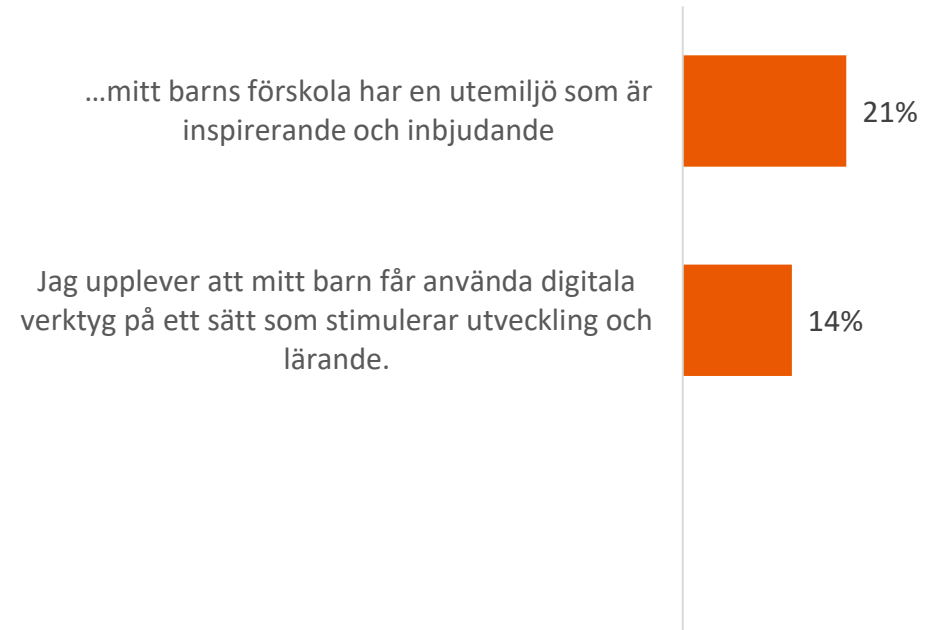 …mitt barns förskola har en utemiljö som är
inspirerande och inbjudande
21%
Jag upplever att mitt barn får använda digitala
verktyg på ett sätt som stimulerar utveckling och
lärande.
14%